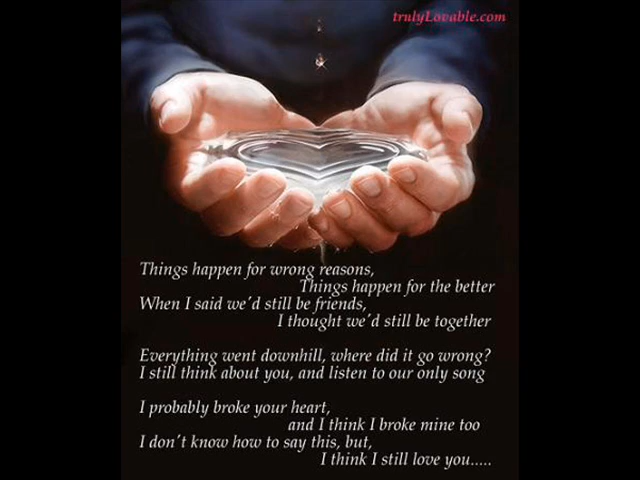 trulyLovable.com
Things happen for wrong reasons,
Things happen for the better
When I said we'd still be friends,
I thought we'd still be together
Everything went downhill, where did it go wrong?
I still think about you, and listen to our only song
I probably broke your heart,
and I think I broke mine too
I don't know how to say this, but,
I think I still love you.....